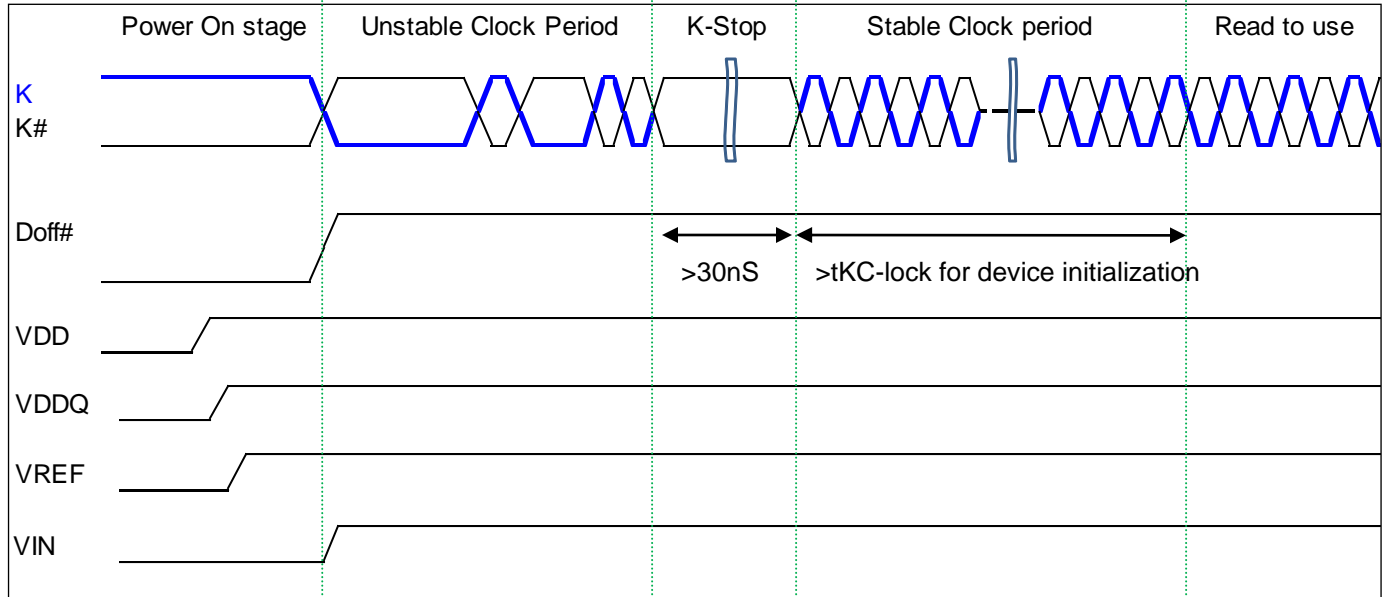 Power On stage Unstable Clock Period K-Stop Stable Clock period Read to use
K
K#
Doff#
>30nS >tKC-lock for device initialization
VDD
VDDQ
VREF
VIN